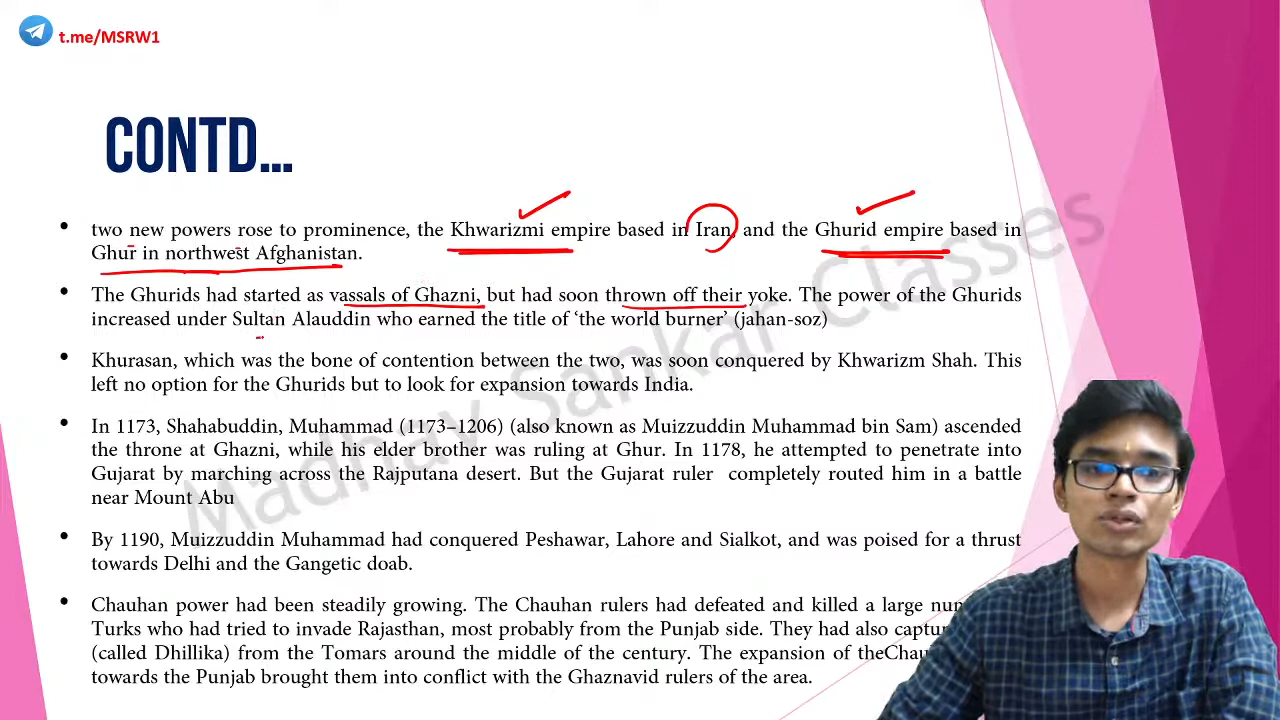 t.me/MSRW1
CONTD...
• two new powers rose to prominence, the Khwarizmi empire based in Iran, and the Ghurid empire based in
Ghur in northwest Afghanistan.
• The Ghurids had started as vassals of Ghazni, but had soon thrown off their yoke. The power of the Ghurids
increased under Sultan Alauddin who earned the title of ‘the world burner’ (jahan-soz)
• Khurasan, which was the bone of contention between the two, was soon conquered by Khwarizm Shah. This
left no option for the Ghurids but to look for expansion towards India.
• In 1173, Shahabuddin, Muhammad (1173–1206) (also known as Muizzuddin Muhammad bin Sam) ascended
the throne at Ghazni, while his elder brother was ruling at Ghur. In 1178, he attempted to penetrate into
Gujarat by marching across the Rajputana desert. But the Gujarat ruler completely routed him in a battle
near Mount Abu
• By 1190, Muizzuddin Muhammad had conquered Peshawar, Lahore and Sialkot, and was poised for a thrust
towards Delhi and the Gangetic doab.
• Chauhan power had been steadily growing. The Chauhan rulers had defeated and killed a large
Turks who had tried to invade Rajasthan, most probably from the Punjab side. They had also
(called Dhillika) from the Tomars around the middle of the century. The expansion of
towards the Punjab brought them into conflict with the Ghaznavid rulers of the area.
Madhav Sankar Classes